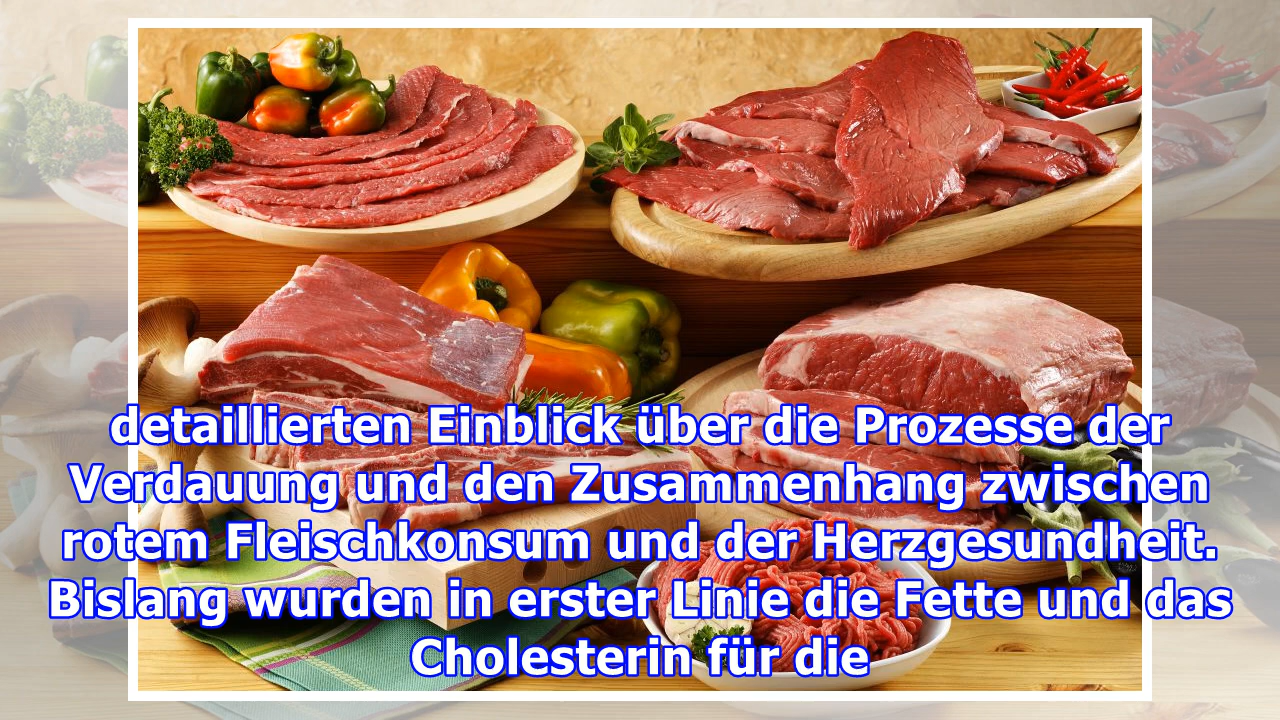 detaillierten Einblick über die Prozesse der
Verdauung und den Zusammenhang zwischen
rotem Fleischkonsum und der Herzgesundheit.
Bislang wurden in erster Linie die Fette und das
Cholesterin für die